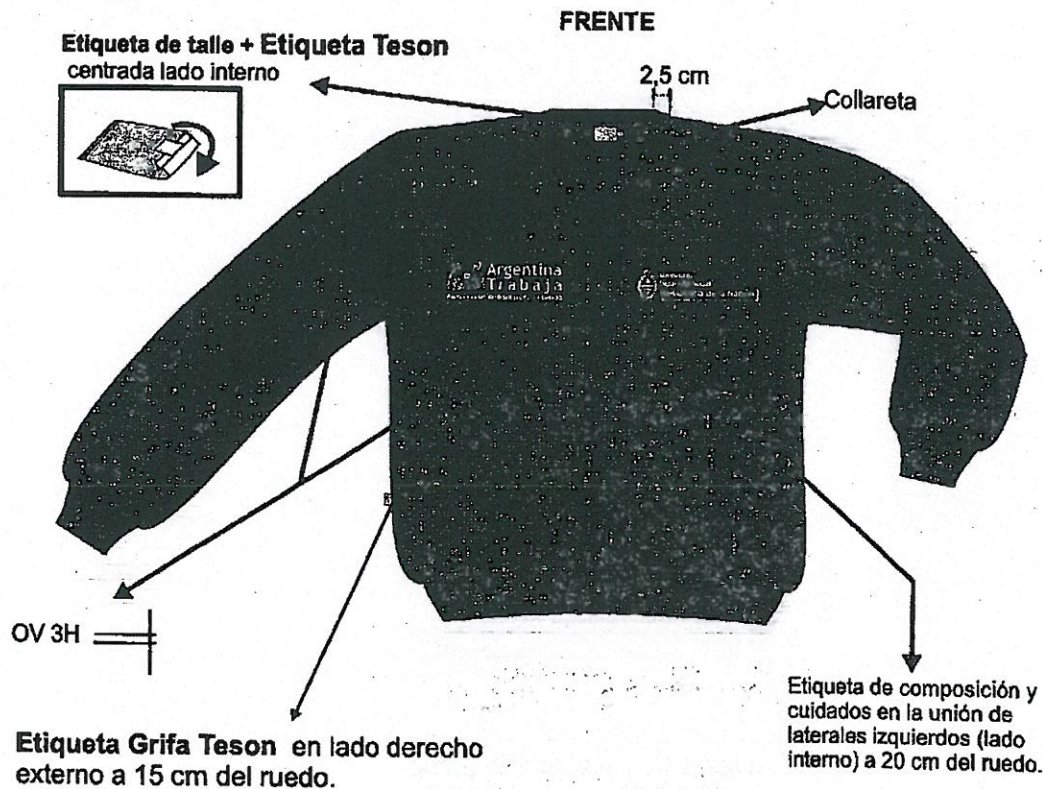 FRENTE
Etiqueta de talle + Etiqueta Teson
centrada lado interno
2,5 cm
Collareta
Argentina
Trabaja
OV 3H
Etiqueta Grifa Teson en lado derecho
externo a 15 cm del ruedo.
Etiqueta de composición y
cuidados en la unión de
laterales izquierdos (lado
interno) a 20 cm del ruedo.